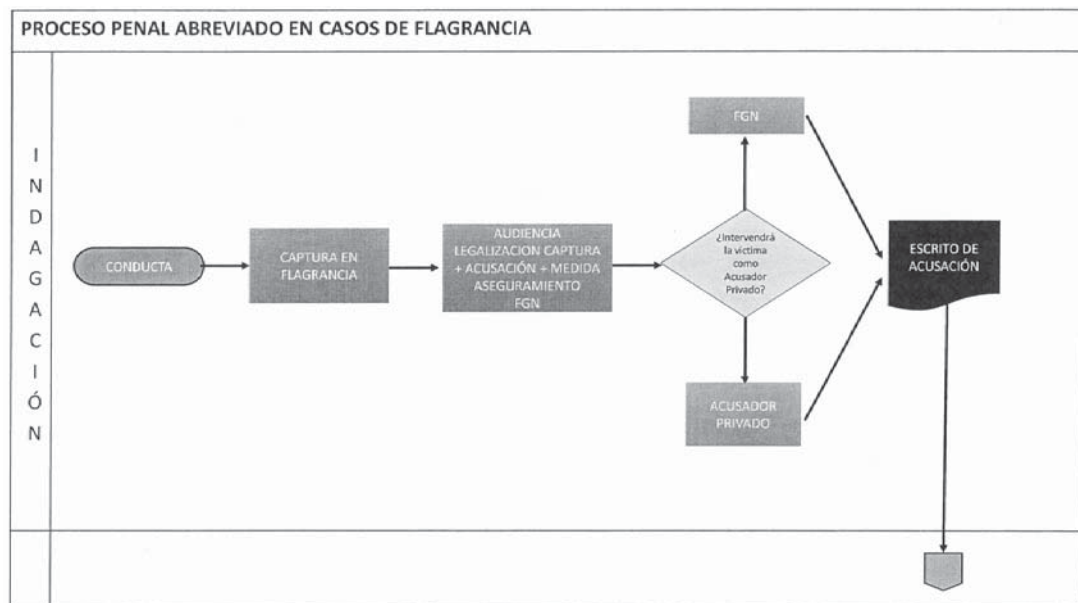 PROCESO PENAL ABREVIADO EN CASOS DE FLAGRANCIA
I
N
D
A
G
A
C
I
Ó
N
CONDUCTA
CAPTURA EN
FLAGRANCIA
AUDIENCIA
LEGALIZACION CAPTURA
+ ACUSACIÓN + MEDIDA
ASEGURAMIENTO
FGN
FGN
¿Intervendrá
la victima
como
Acusador
Privado?
ACUSADOR
PRIVADO
ESCRITO DE
ACUSACIÓN